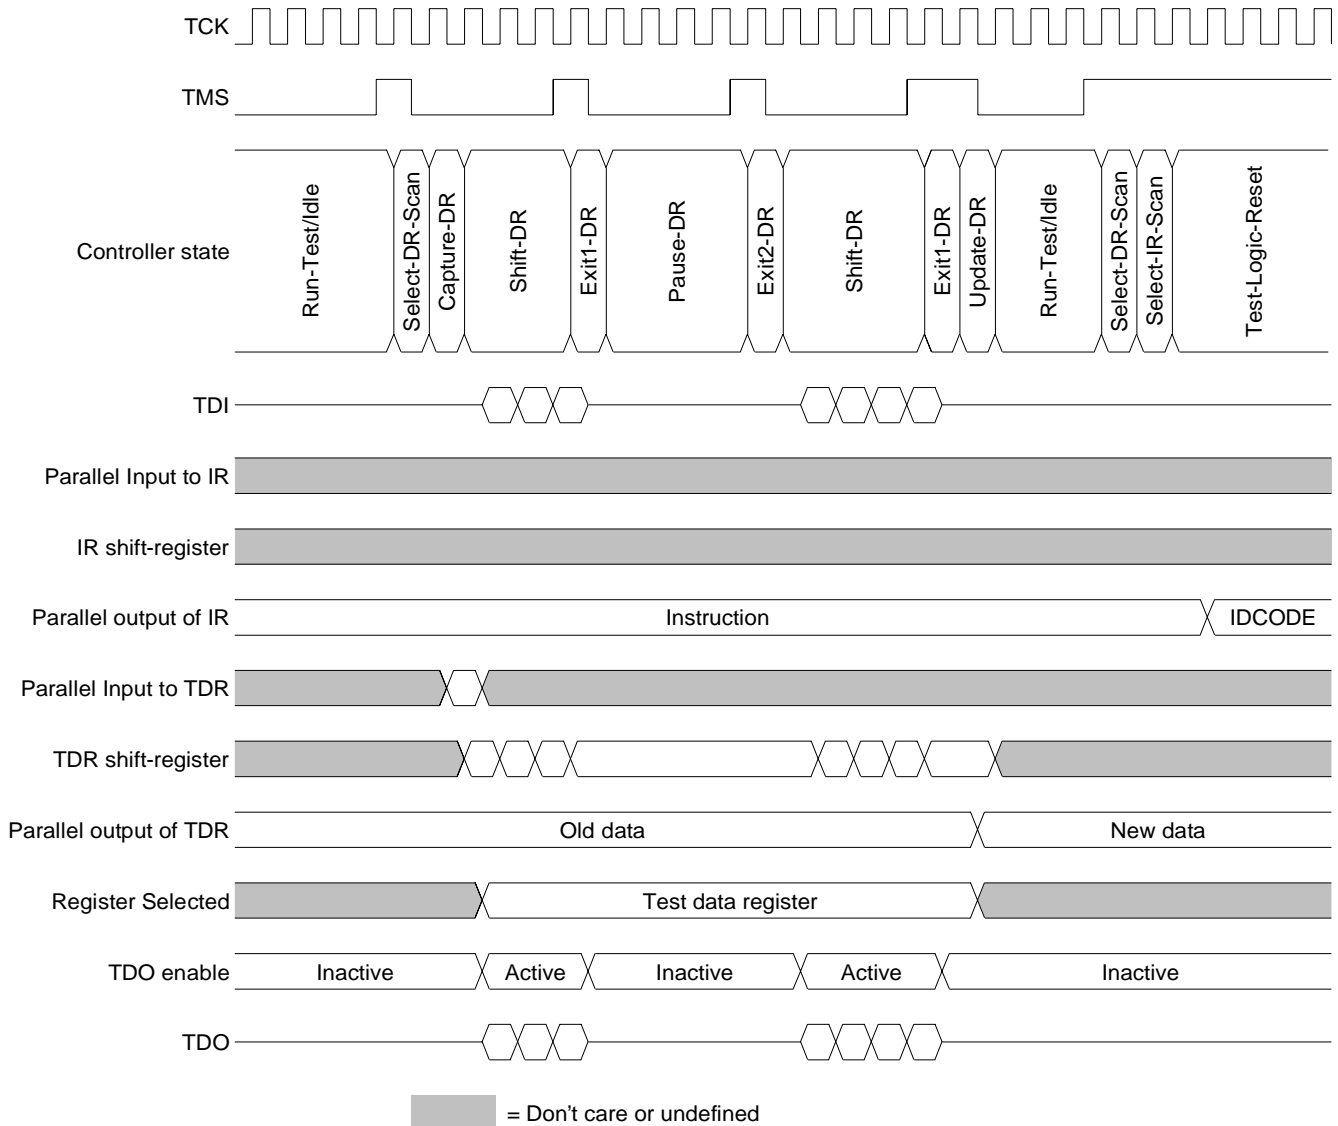 TCK
TMS
Controller state
Run-Test/Idle
Select-DR-Scan
Capture-DR
Shift-DR
Exit1-DR
Pause-DR
Exit2-DR
Shift-DR
Exit1-DR
Update-DR
Run-Test/Idle
Select-DR-Scan
Select-IR-Scan
Test-Logic-Reset
TDI
Parallel Input to IR
IR shift-register
Parallel output of IR
Instruction
IDCODE
Parallel Input to TDR
TDR shift-register
Parallel output of TDR
Old data
New data
Register Selected
Test data register
TDO enable
Inactive
Active
Inactive
Active
Inactive
TDO
= Don't care or undefined